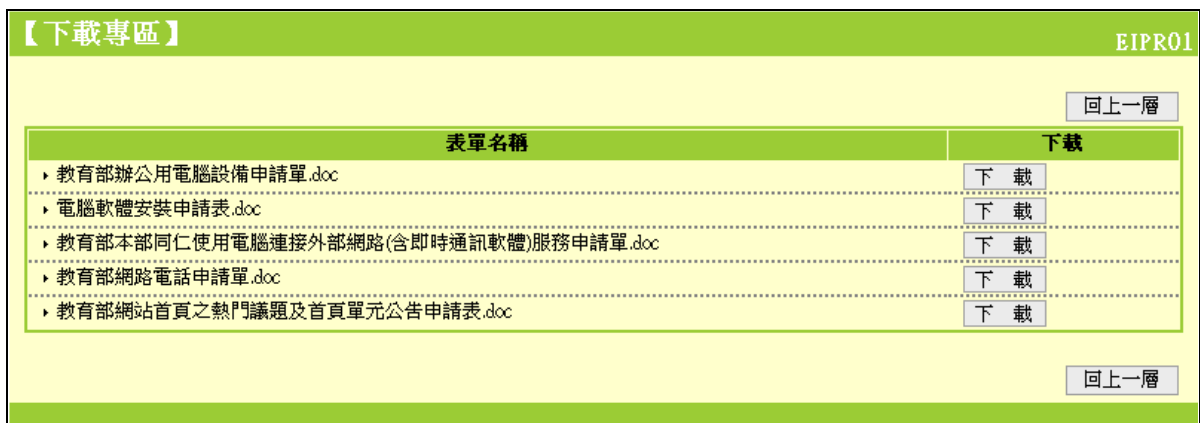 【下載專區】
EIPR01
回上一層
表單名稱 下載
教育部辦公用電腦設備申請單.doc 下 載
電腦軟體安裝申請表.doc 下 載
教育部本部同仁使用電腦連接外部網路(含即時通訊軟體)服務申請單.doc 下 載
教育部網路電話申請單.doc 下 載
教育部網站首頁之熱門議題及首頁單元公告申請表.doc 下 載
回上一層